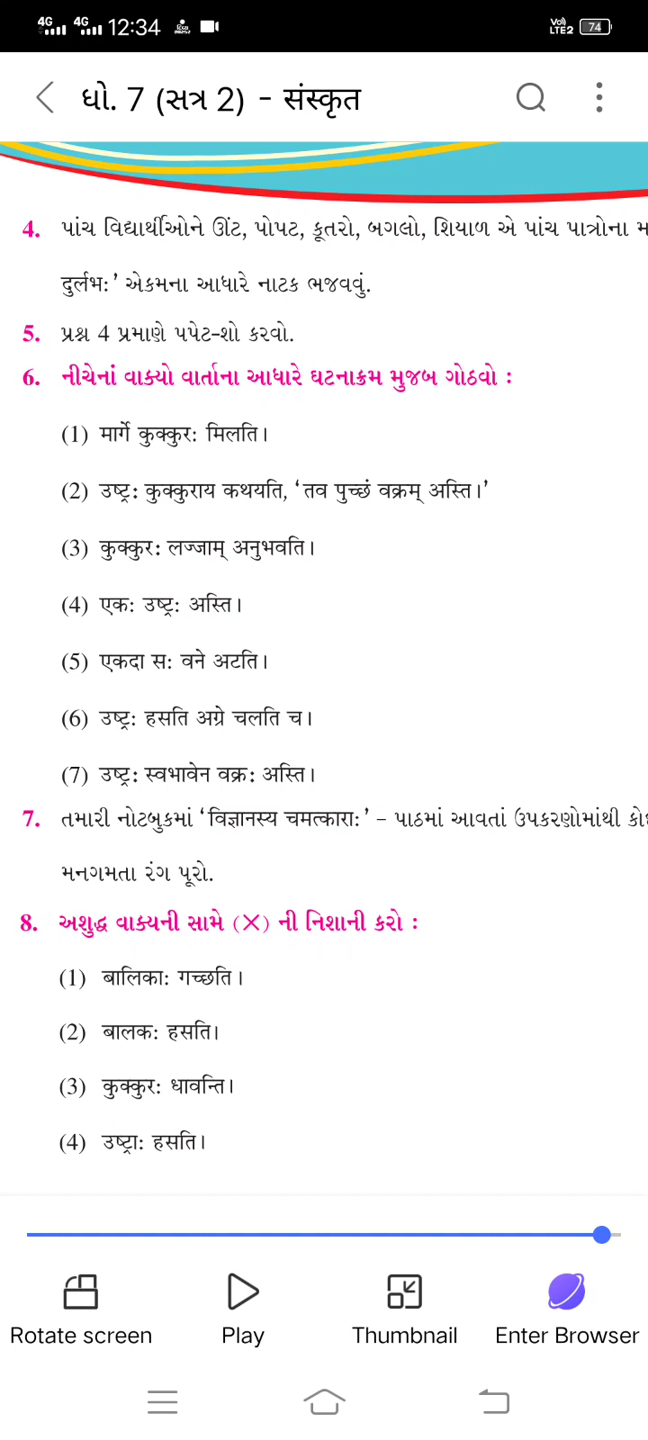 4G 4G 12:34 VoI) LTE2 74
ધો. 7 (સત્ર 2) - संस्कृत
4. પાંચ વિદ્યાર્થીઓને ઊંટ, પોપટ, કૂતરો, બગલો, શિયાળ એ પાંચ પાત્રોના
दुर्लभः' એકમના આધારે નાટક ભજવવું.
5. પ્રશ્ન 4 પ્રમાણે પપેટ-શો કરવો.
6. નીચેનાં વાક્યો વાર્તાના આધારે ઘટનાક્રમ મુજબ ગોઠવો :
(1) मार्गे कुक्कुरः मिलति।
(2) उष्ट्रः कुक्कुराय कथयति, 'तव पुच्छं वक्रम् अस्ति।'
(3) कुक्कुरः लज्जाम् अनुभवति।
(4) एकः उष्ट्रः अस्ति।
(5) एकदा सः वने अटति।
(6) उष्ट्रः हसति अग्रे चलति च।
(7) उष्ट्रः स्वभावेन वक्रः अस्ति।
7. તમારી નોટબુકમાં 'विज्ञानस्य चमत्काराः' - પાઠમાં આવતાં ઉપકરણોમાંથી
મનગમતા રંગ પૂરો.
8. અશુદ્ધ વાક્યની સામે (✕) ની નિશાની કરો :
(1) बालिकाः गच्छति।
(2) बालकः हसति।
(3) कुक्कुरः धावन्ति।
(4) उष्ट्राः हसति।
Rotate screen Play Thumbnail Enter Browser